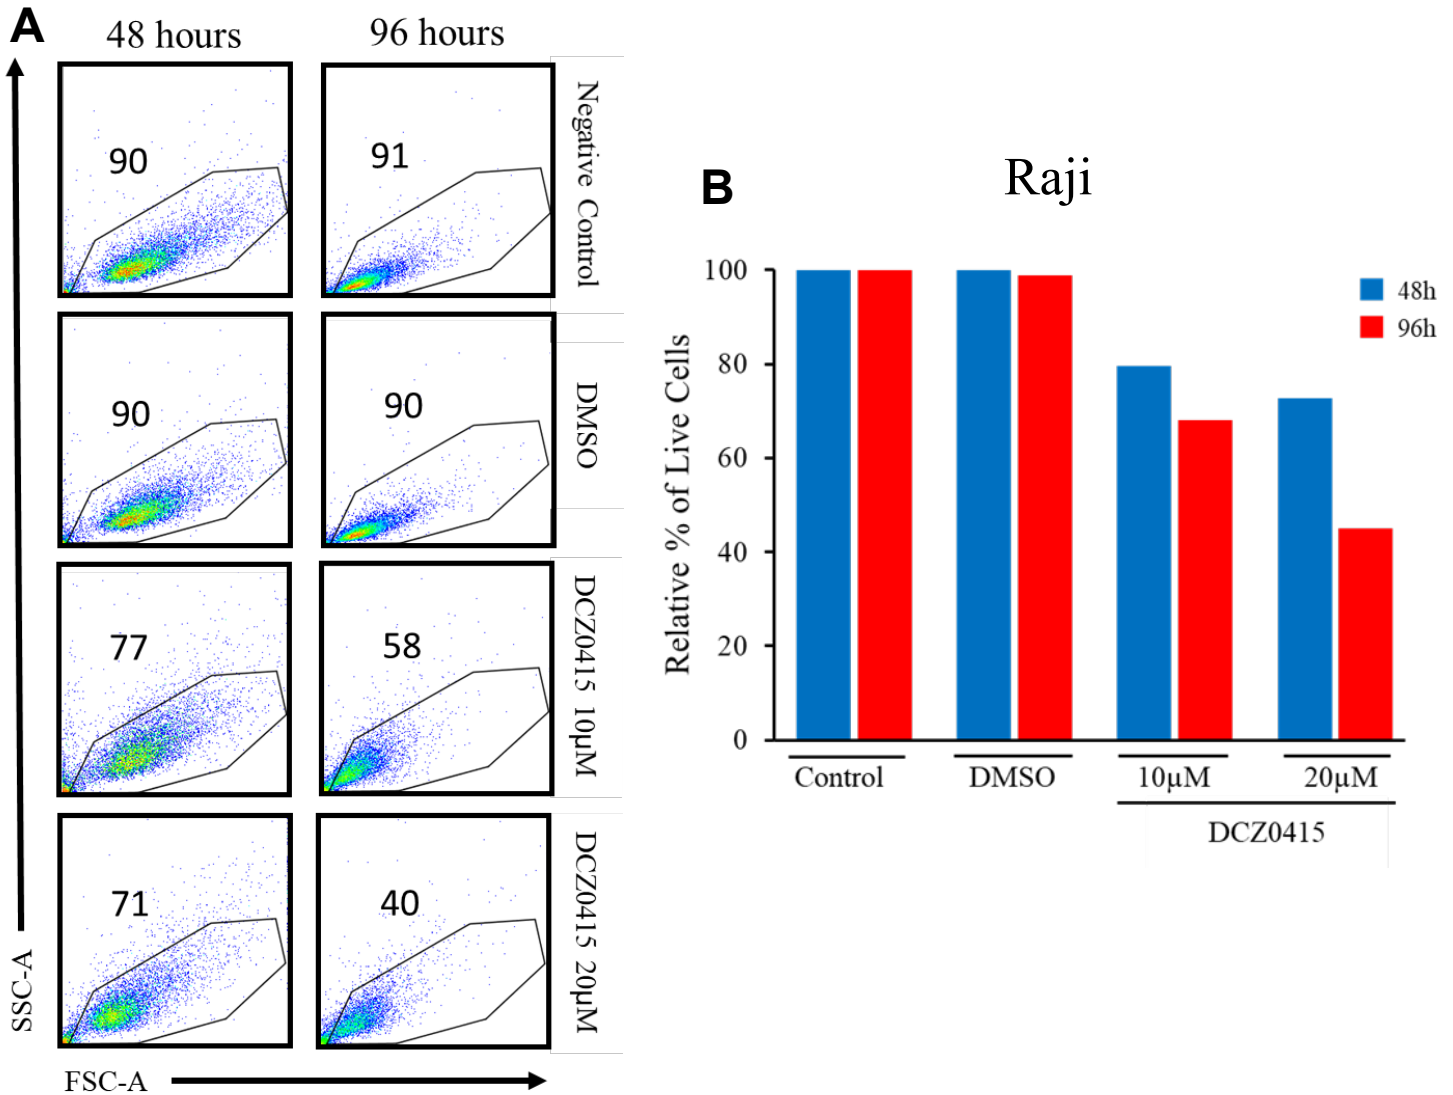 A
48 hours
96 hours
90
91
Negative Control
90
90
DMSO
77
58
DCZ0415 10µM
71
40
DCZ0415 20µM
SSC-A
FSC-A
B
Raji
Relative % of Live Cells
100
80
60
40
20
0
48h
96h
Control
DMSO
10µM
20µM
DCZ0415